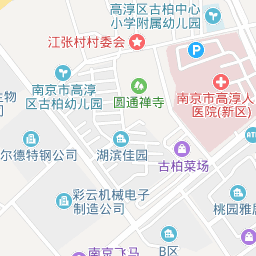 高淳区古柏中心
小学附属幼儿园
江张村村委会
P
南京市高淳
区古柏幼儿园
生物
司
圆通禅寺
南京市高淳人
医院(新区)
湖滨佳园
尔德特钢公司
古柏菜场
彩云机械电子
制造公司
桃园雅居
南京飞马
B区